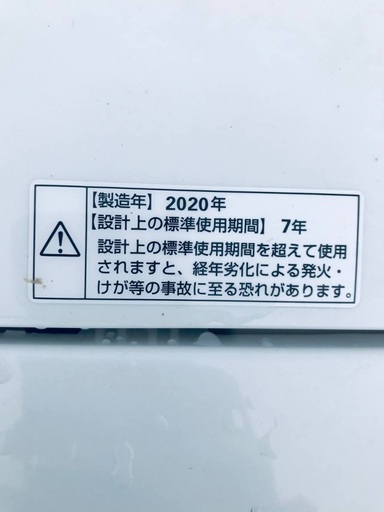 【製造年】 2020年
【設計上の標準使用期間】 7年
設計上の標準使用期間を超えて使用
されますと、経年劣化による発火・
けが等の事故に至る恐れがあります。